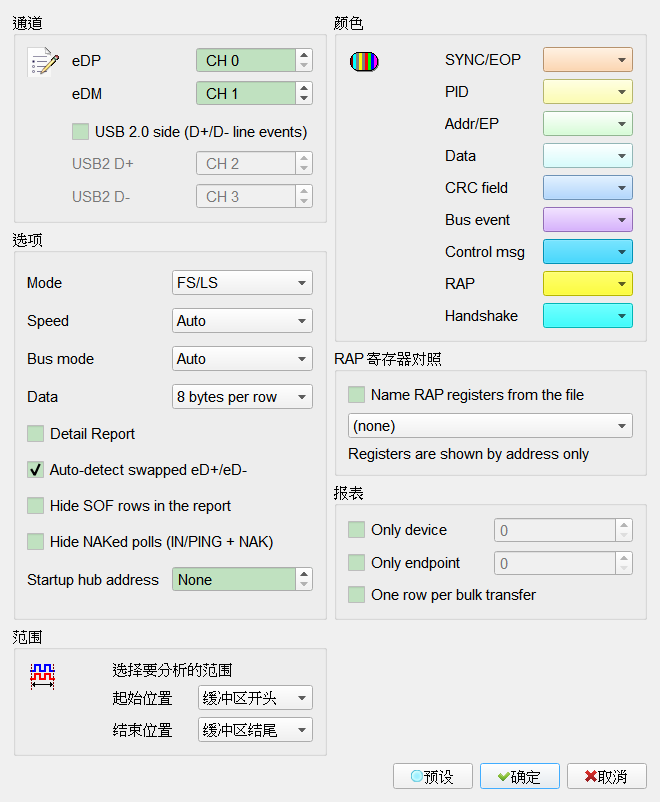 通道
eDP CH 0
eDM CH 1
USB 2.0 side (D+/D- line events)
USB2 D+ CH 2
USB2 D- CH 3
选项
Mode FS/LS
Speed Auto
Bus mode Auto
Data 8 bytes per row
Detail Report
Auto-detect swapped eD+/eD-
Hide SOF rows in the report
Hide NAKed polls (IN/PING + NAK)
Startup hub address None
范围
选择要分析的范围
起始位置 缓冲区开头
结束位置 缓冲区结尾
颜色
SYNC/EOP
PID
Addr/EP
Data
CRC field
Bus event
Control msg
RAP
Handshake
RAP 寄存器对照
Name RAP registers from the file
(none)
Registers are shown by address only
报表
Only device 0
Only endpoint 0
One row per bulk transfer
预设 确定 取消